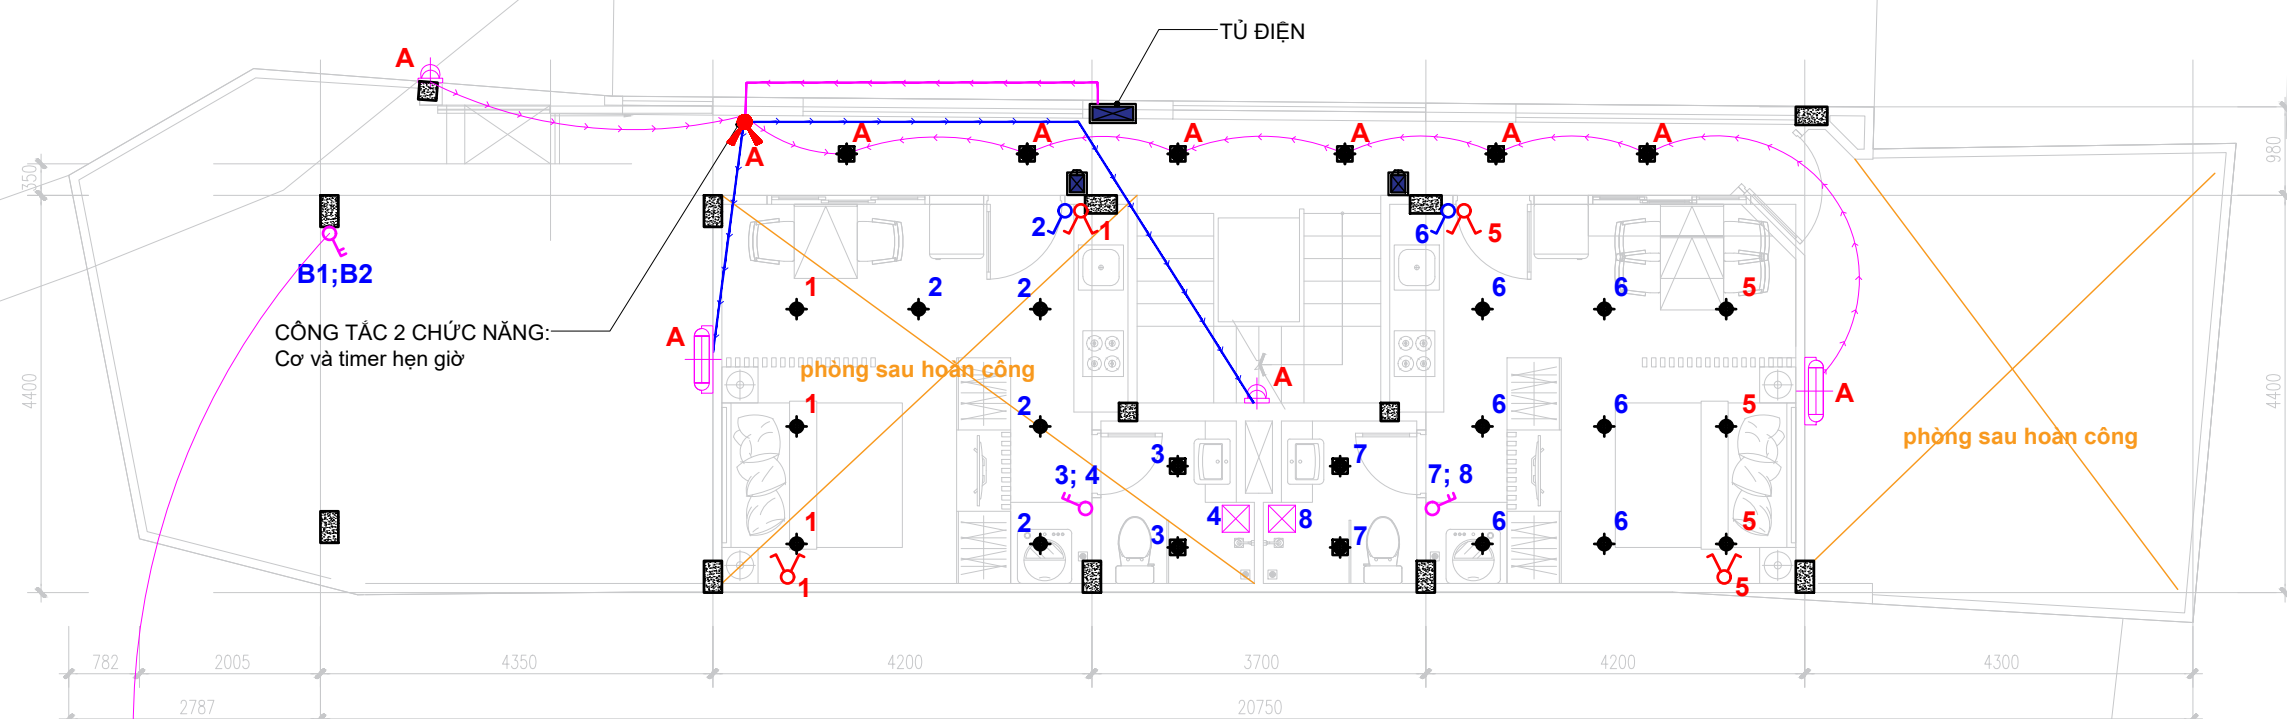 TỦ ĐIỆN
A
A
A
A
A
A
A
A
350
980
2
1
6
5
B1;B2
1
2
2
6
6
5
CÔNG TẮC 2 CHỨC NĂNG:
Cơ và timer hẹn giờ
A
phòng sau hoàn công
A
A
4400
4400
1
2
6
6
5
phòng sau hoàn công
3
7
3; 4
7; 8
1
2
3
4
8
7
6
6
5
1
5
782
2005
4350
4200
3700
4200
4300
2787
20750